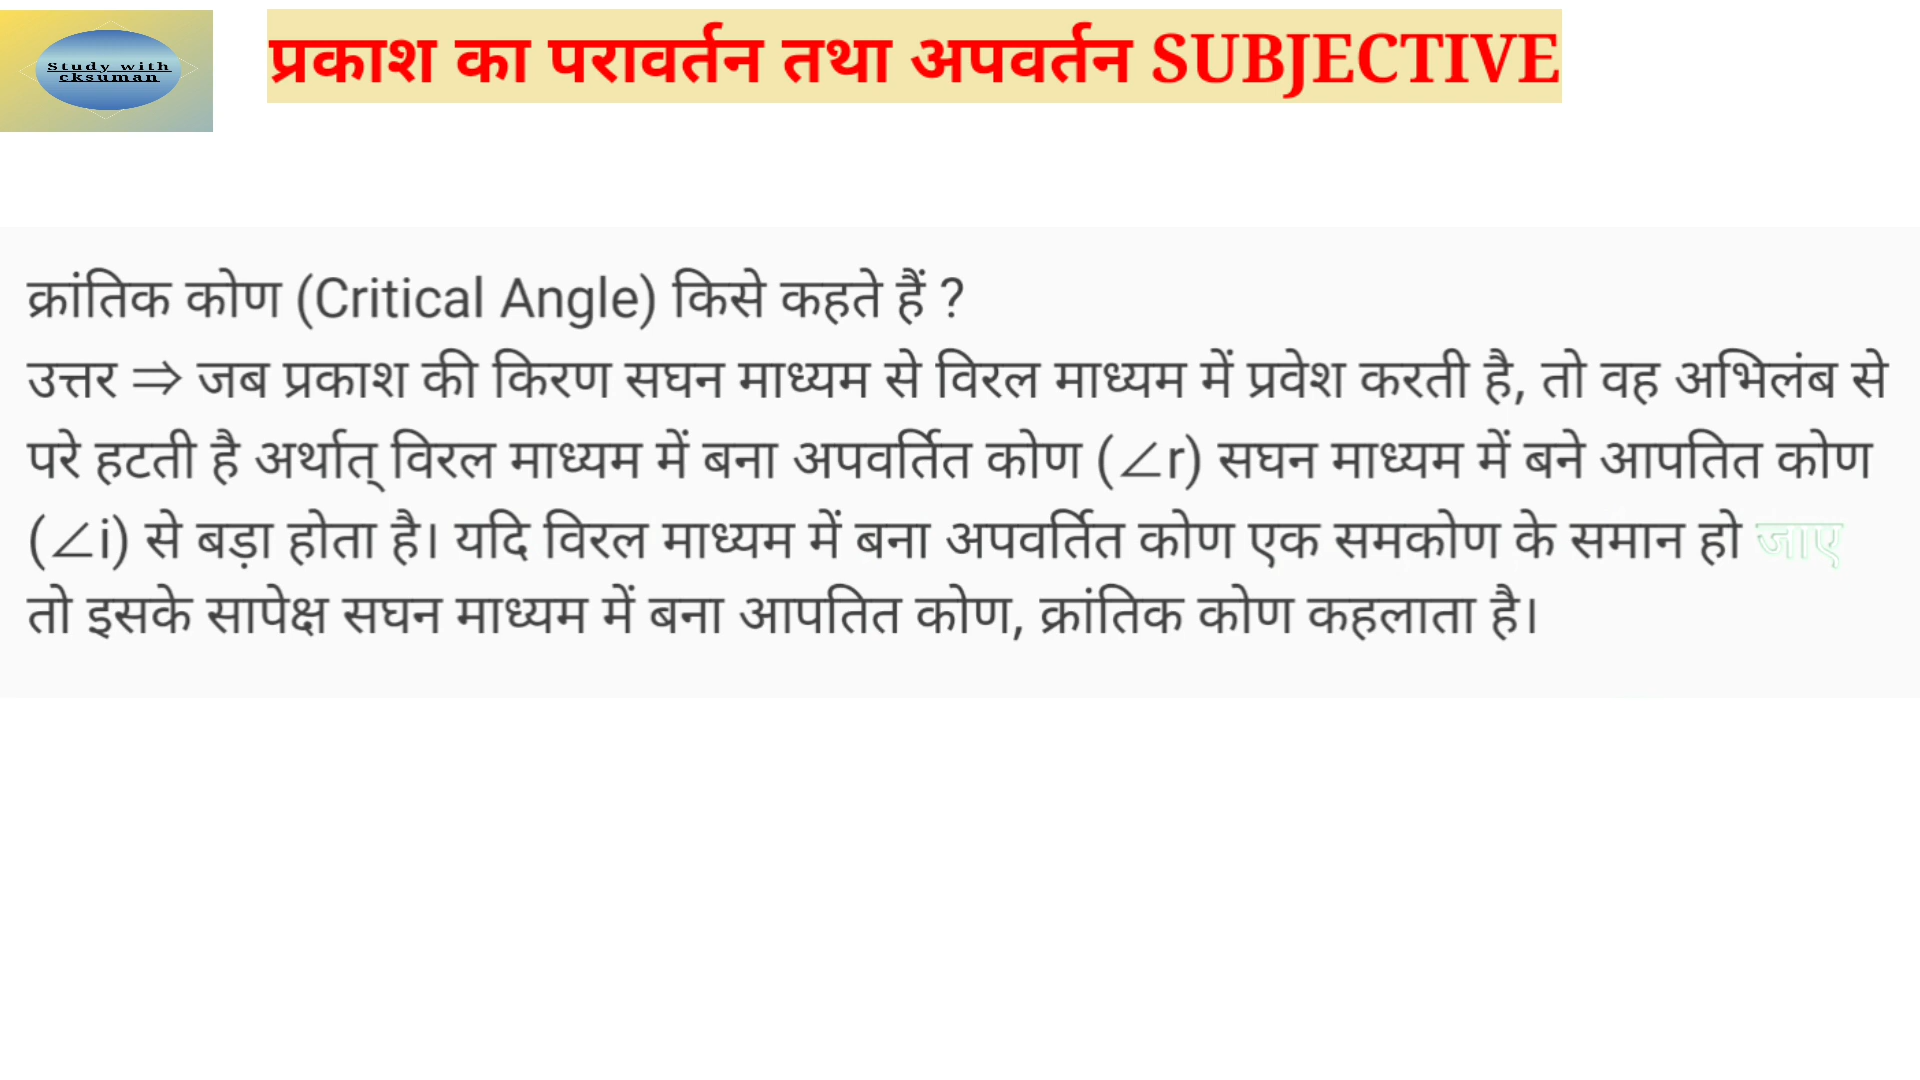 Study with
cksuman
प्रकाश का परावर्तन तथा अपवर्तन SUBJECTIVE
क्रांतिक कोण (Critical Angle) किसे कहते हैं ?
उत्तर ⇒ जब प्रकाश की किरण सघन माध्यम से विरल माध्यम में प्रवेश करती है, तो वह अभिलंब से
परे हटती है अर्थात् विरल माध्यम में बना अपवर्तित कोण (∠r) सघन माध्यम में बने आपतित कोण
(∠i) से बड़ा होता है। यदि विरल माध्यम में बना अपवर्तित कोण एक समकोण के समान हो जाए
तो इसके सापेक्ष सघन माध्यम में बना आपतित कोण, क्रांतिक कोण कहलाता है।